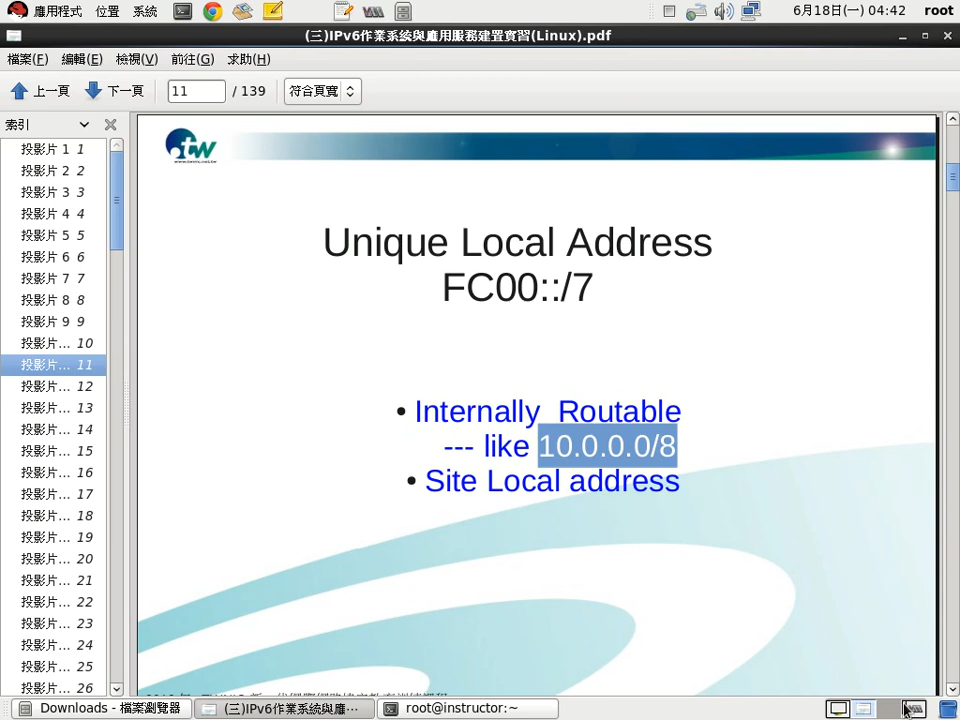 應用程式 位置 系統 6月18日(一) 04:42 root
(三)IPv6作業系統與應用服務建置實習(Linux).pdf
檔案(F) 編輯(E) 檢視(V) 前往(G) 求助(H)
上一頁 下一頁 11 / 139 符合頁寬
索引
投影片 1 1
投影片 2 2
投影片 3 3
投影片 4 4
投影片 5 5
投影片 6 6
投影片 7 7
投影片 8 8
投影片 9 9
投影片... 10
投影片... 11
投影片... 12
投影片... 13
投影片... 14
投影片... 15
投影片... 16
投影片... 17
投影片... 18
投影片... 19
投影片... 20
投影片... 21
投影片... 22
投影片... 23
投影片... 24
投影片... 25
投影片... 26
.tw
Unique Local Address
FC00::/7
• Internally Routable
--- like 10.0.0.0/8
• Site Local address
Downloads - 檔案瀏覽器 (三)IPv6作業系統與應⋯ root@instructor:~